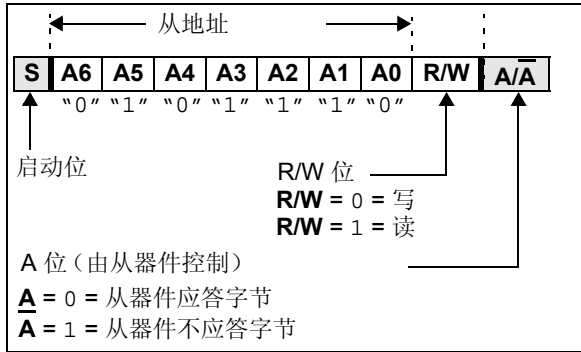 从地址
S A6 A5 A4 A3 A2 A1 A0 R/W A/A̅
“0” “1” “0” “1” “1” “1” “0”
启动位
R/W 位
R/W = 0 = 写
R/W = 1 = 读
A 位（由从器件控制）
A = 0 = 从器件应答字节
A̅ = 1 = 从器件不应答字节